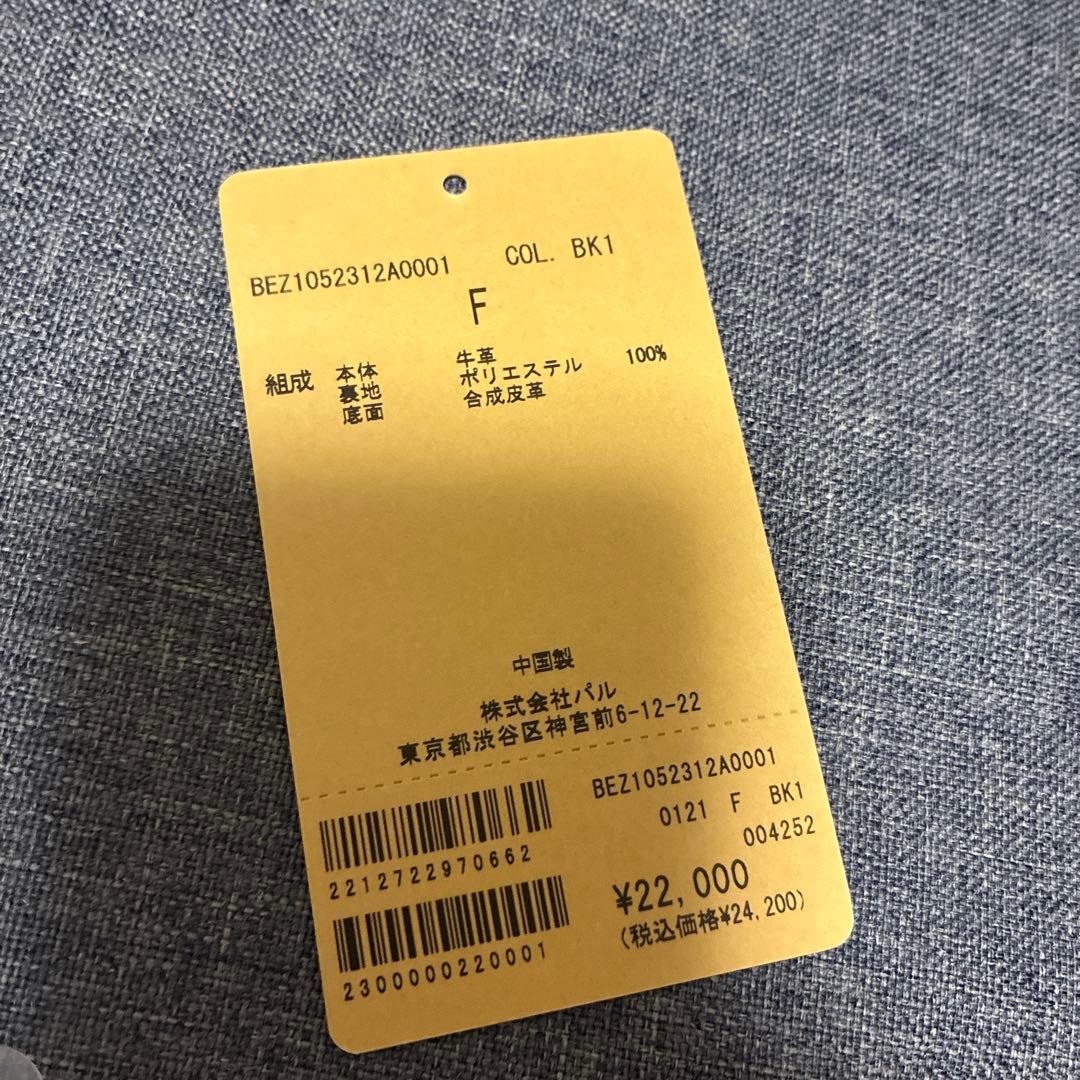 BEZ1052312A0001 COL. BK1
F
組成 本体 牛革
裏地 ポリエステル 100%
底面 合成皮革
中国製
株式会社パル
東京都渋谷区神宮前6-12-22
BEZ1052312A0001
0121 F BK1
004252
2212722970662
¥22,000
(税込価格¥24,200)
2300000220001